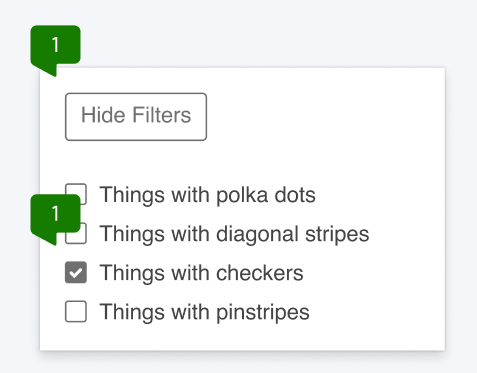 1
Hide Filters
Things with polka dots
1
Things with diagonal stripes
Things with checkers
Things with pinstripes